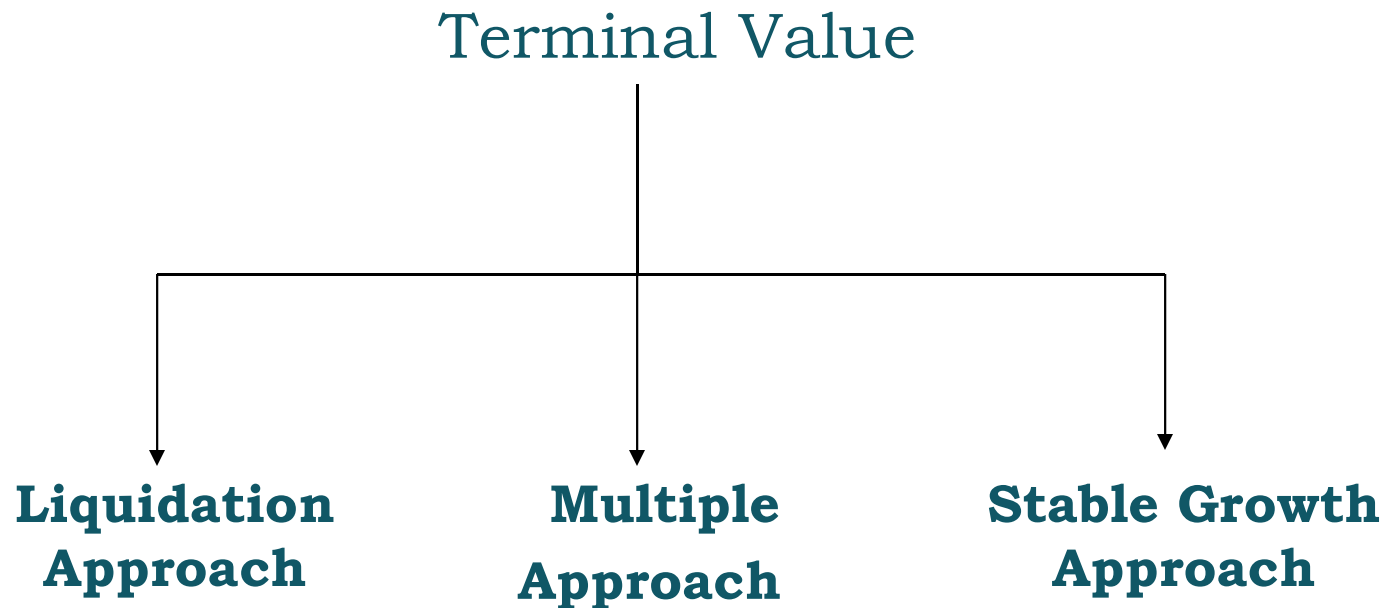 Terminal Value
Liquidation
Approach
Multiple
Approach
Stable Growth
Approach